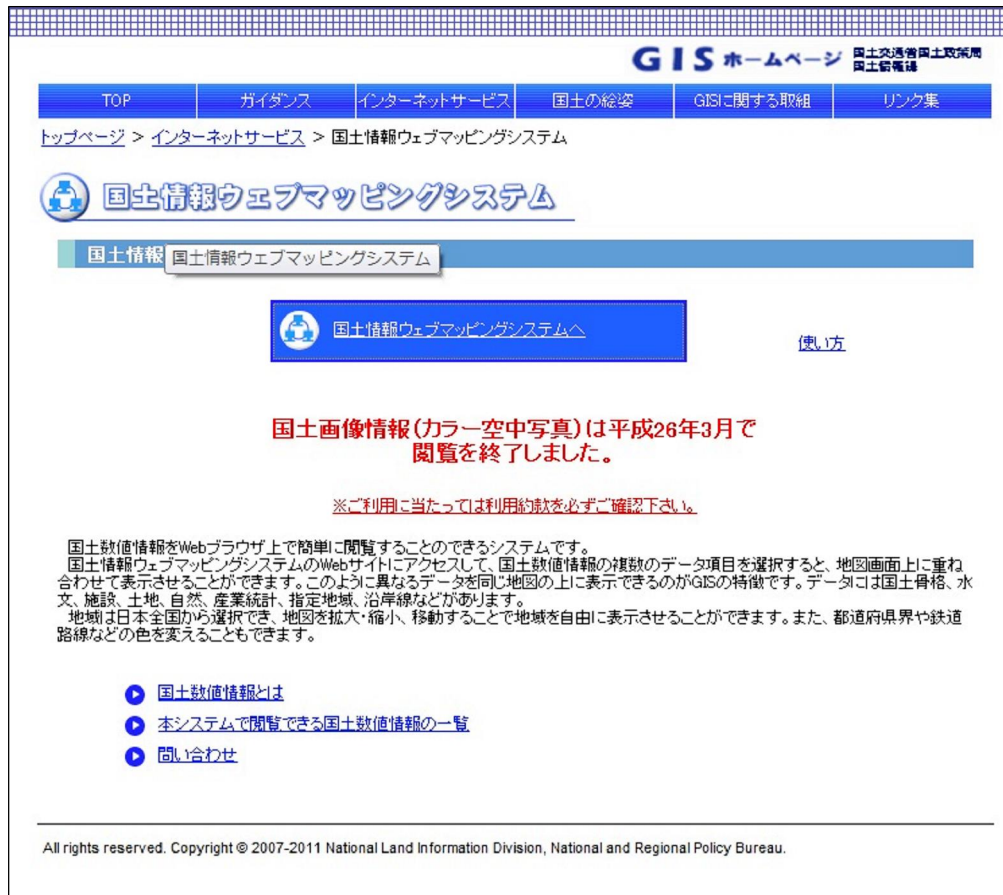 GISホームページ 国土交通省国土政策局
国土情報課
TOP ガイダンス インターネットサービス 国土の絵姿 GISに関する取組 リンク集
トップページ > インターネットサービス > 国土情報ウェブマッピングシステム
国土情報ウェブマッピングシステム
国土情報
国土情報ウェブマッピングシステム
国土情報ウェブマッピングシステムへ
使い方
国土画像情報(カラー空中写真)は平成26年3月で
閲覧を終了しました。
※ご利用に当たっては利用約款を必ずご確認下さい。
国土数値情報をWebブラウザ上で簡単に閲覧することのできるシステムです。
国土情報ウェブマッピングシステムのWebサイトにアクセスして、国土数値情報の複数のデータ項目を選択すると、地図画面上に重ね
合わせて表示させることができます。このように異なるデータを同じ地図の上に表示できるのがGISの特徴です。データには国土骨格、水
文、施設、土地、自然、産業統計、指定地域、沿岸線などがあります。
地域は日本全国から選択でき、地図を拡大・縮小、移動することで地域を自由に表示させることができます。また、都道府県界や鉄道
路線などの色を変えることもできます。
国土数値情報とは
本システムで閲覧できる国土数値情報の一覧
問い合わせ
All rights reserved. Copyright © 2007-2011 National Land Information Division, National and Regional Policy Bureau.